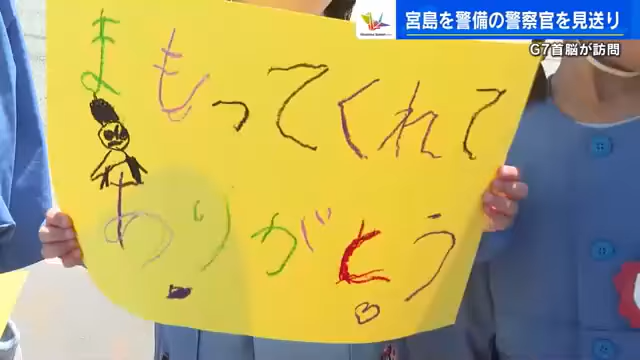 宮島を警備の警察官を見送り
G7首脳が訪問
まもってくれて
ありがとう